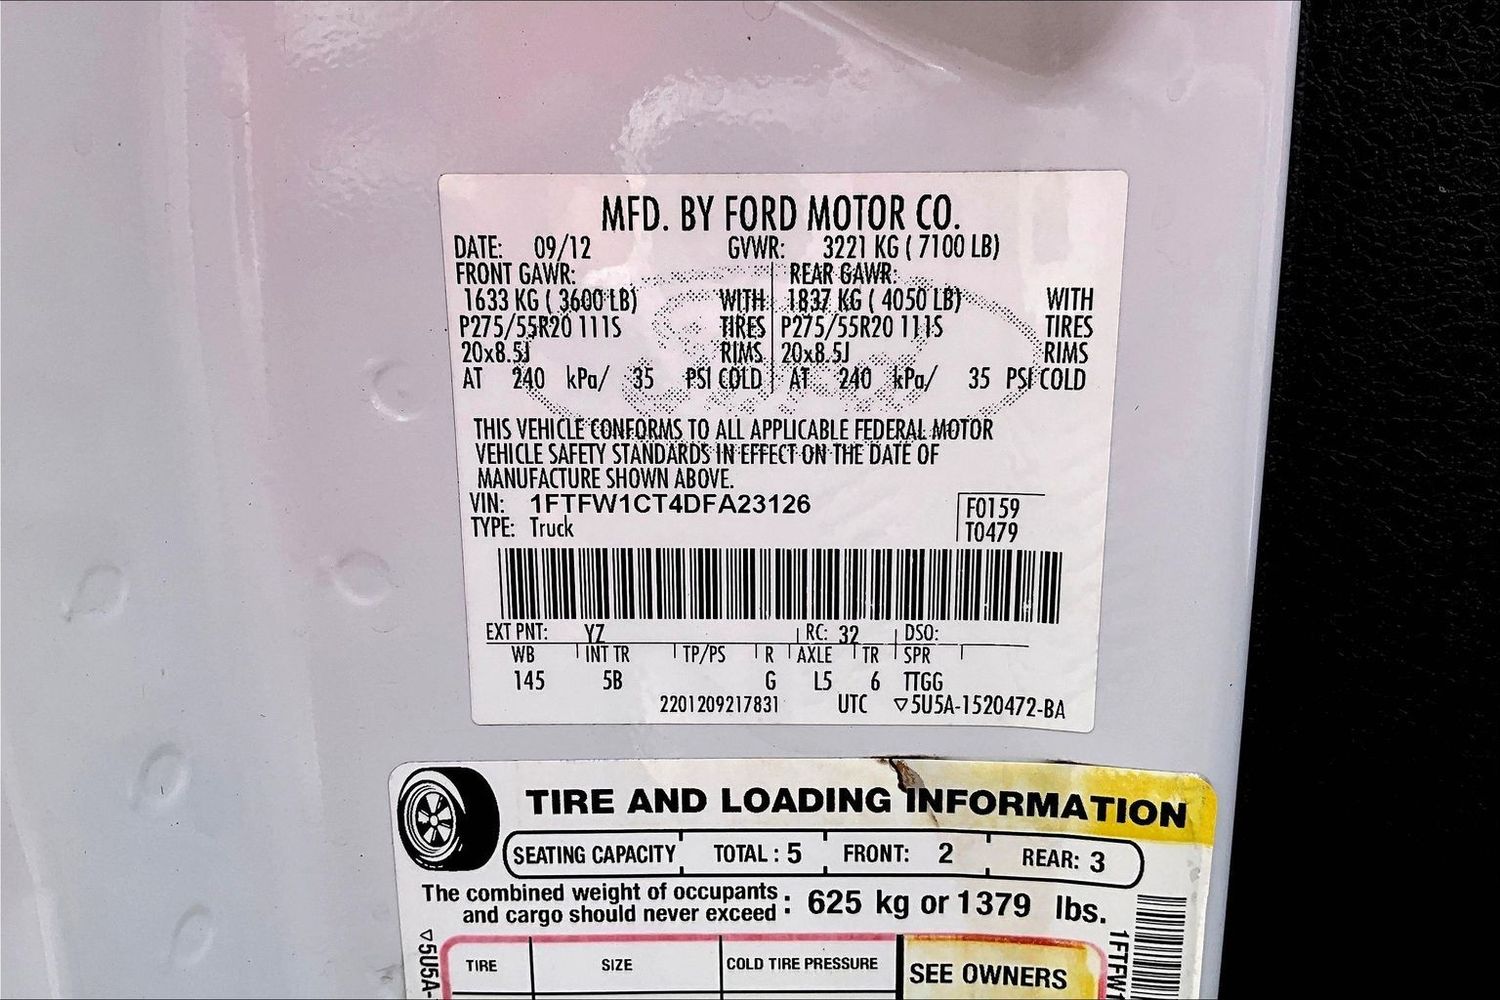 MFD. BY FORD MOTOR CO.
DATE: 09/12 GVWR: 3221 KG ( 7100 LB)
FRONT GAWR: REAR GAWR:
1633 KG ( 3600 LB) WITH 1837 KG ( 4050 LB) WITH
P275/55R20 111S TIRES P275/55R20 111S TIRES
20x8.5J RIMS 20x8.5J RIMS
AT 240 kPa/ 35 PSI COLD AT 240 kPa/ 35 PSI COLD
THIS VEHICLE CONFORMS TO ALL APPLICABLE FEDERAL MOTOR
VEHICLE SAFETY STANDARDS IN EFFECT ON THE DATE OF
MANUFACTURE SHOWN ABOVE.
VIN: 1FTFW1CT4DFA23126 F0159
TYPE: Truck T0479
EXT PNT: YZ RC: 32 DSO:
WB INT TR TP/PS R AXLE TR SPR
145 5B G L5 6 TTGG
2201209217831 UTC ▽5U5A-1520472-BA
TIRE AND LOADING INFORMATION
SEATING CAPACITY TOTAL : 5 FRONT: 2 REAR: 3
The combined weight of occupants
and cargo should never exceed : 625 kg or 1379 lbs.
TIRE SIZE COLD TIRE PRESSURE SEE OWNERS
▽5U5A-
1FTFW1